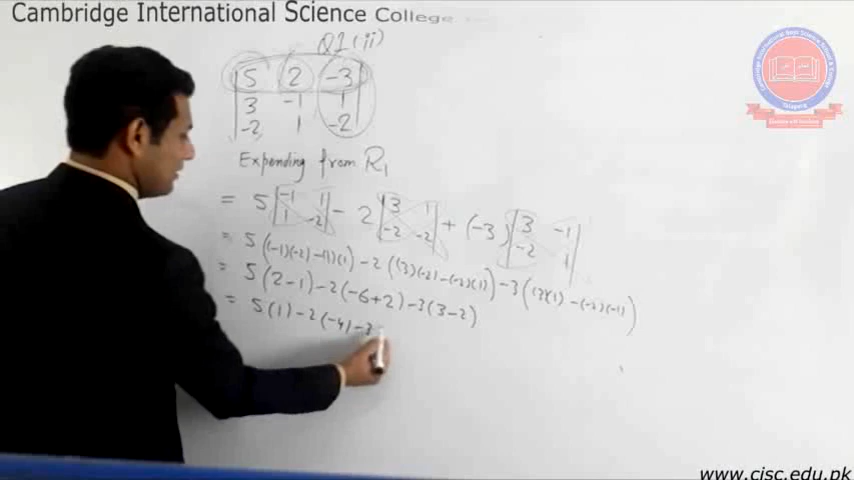 Cambridge International Science College
Q1(ii)
5 2 -3
3 -1 1
-2 1 -2
Expending from R1
= 5 |-1 1| - 2 |3 1| + (-3) |3 -1|
|1 -2| |-2 -2| |-2 1|
= 5((-1)(-2)-(1)(1)) - 2((3)(-2)-(-2)(1)) - 3((3)(1)-(-2)(-1))
= 5(2-1)-2(-6+2)-3(3-2)
= 5(1)-2(-4)-3
www.cisc.edu.pk